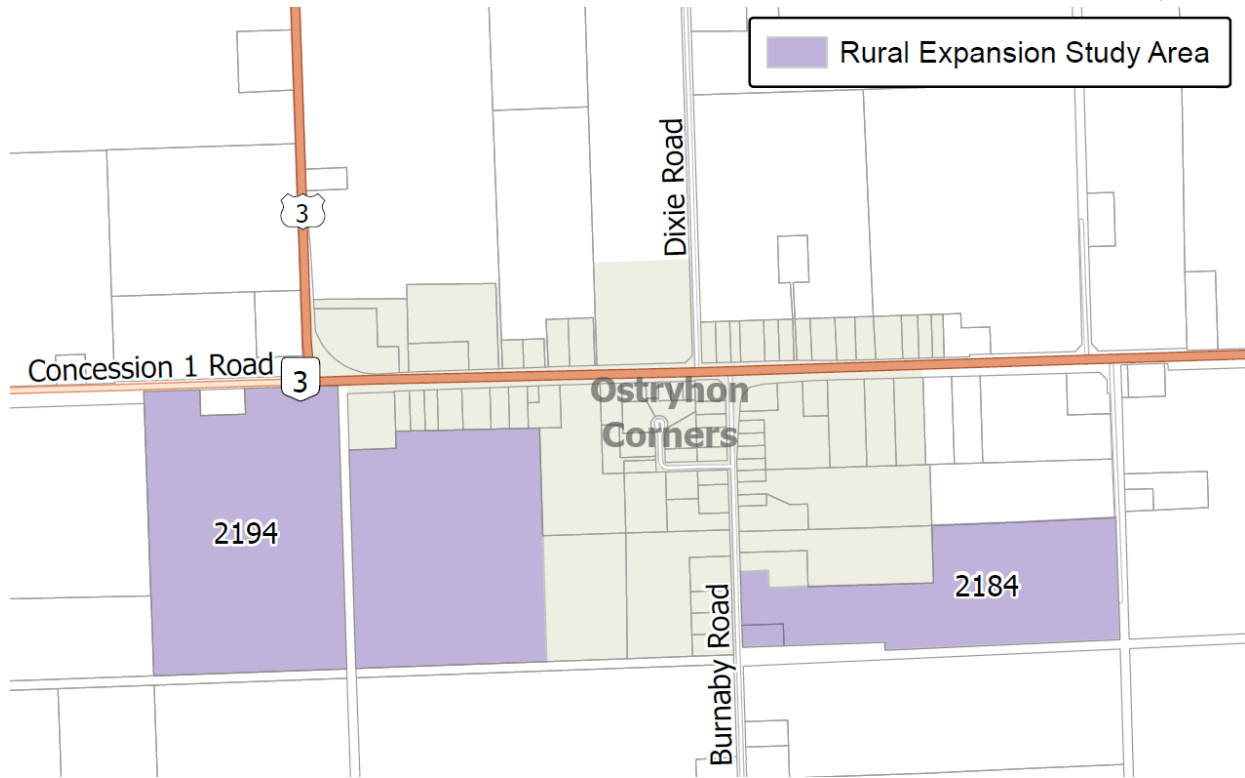 Rural Expansion Study Area
Dixie Road
3
Concession 1 Road
3
Ostryhon
Corners
2194
2184
Burnaby Road